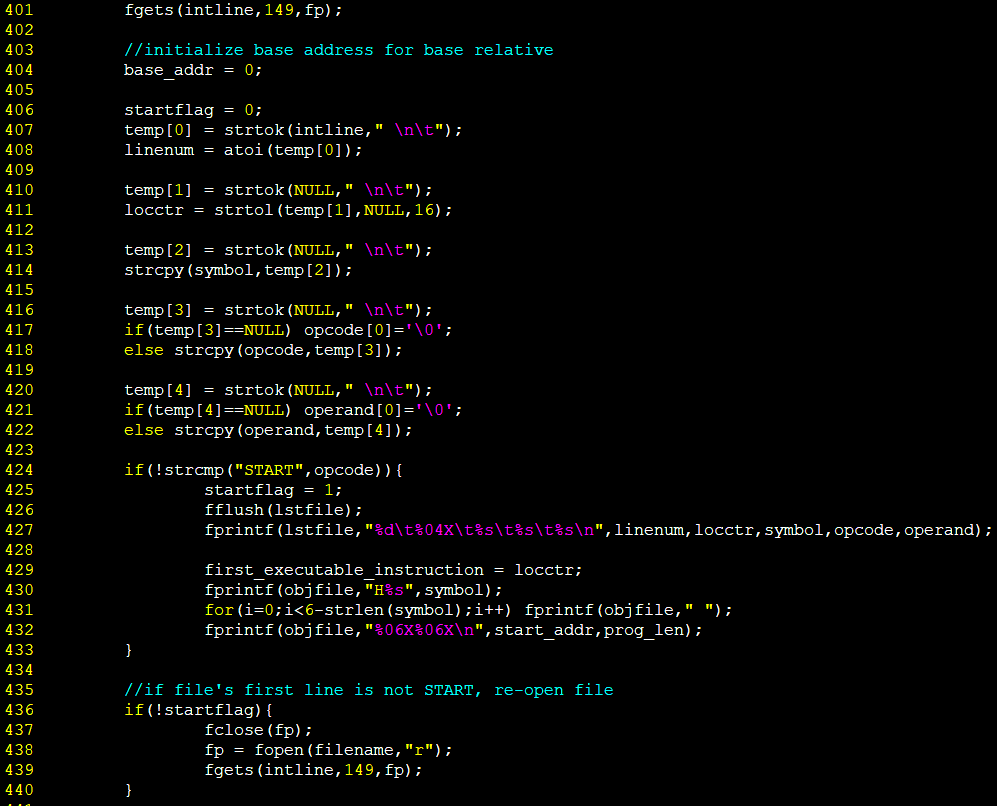 401         fgets(intline,149,fp);
402
403         //initialize base address for base relative
404         base_addr = 0;
405
406         startflag = 0;
407         temp[0] = strtok(intline," \n\t");
408         linenum = atoi(temp[0]);
409
410         temp[1] = strtok(NULL," \n\t");
411         locctr = strtol(temp[1],NULL,16);
412
413         temp[2] = strtok(NULL," \n\t");
414         strcpy(symbol,temp[2]);
415
416         temp[3] = strtok(NULL," \n\t");
417         if(temp[3]==NULL) opcode[0]='\0';
418         else strcpy(opcode,temp[3]);
419
420         temp[4] = strtok(NULL," \n\t");
421         if(temp[4]==NULL) operand[0]='\0';
422         else strcpy(operand,temp[4]);
423
424         if(!strcmp("START",opcode)){
425                 startflag = 1;
426                 fflush(lstfile);
427                 fprintf(lstfile,"%d\t%04X\t%s\t%s\t%s\n",linenum,locctr,symbol,opcode,operand);
428
429                 first_executable_instruction = locctr;
430                 fprintf(objfile,"H%s",symbol);
431                 for(i=0;i<6-strlen(symbol);i++) fprintf(objfile," ");
432                 fprintf(objfile,"%06X%06X\n",start_addr,prog_len);
433         }
434
435         //if file's first line is not START, re-open file
436         if(!startflag){
437                 fclose(fp);
438                 fp = fopen(filename,"r");
439                 fgets(intline,149,fp);
440         }